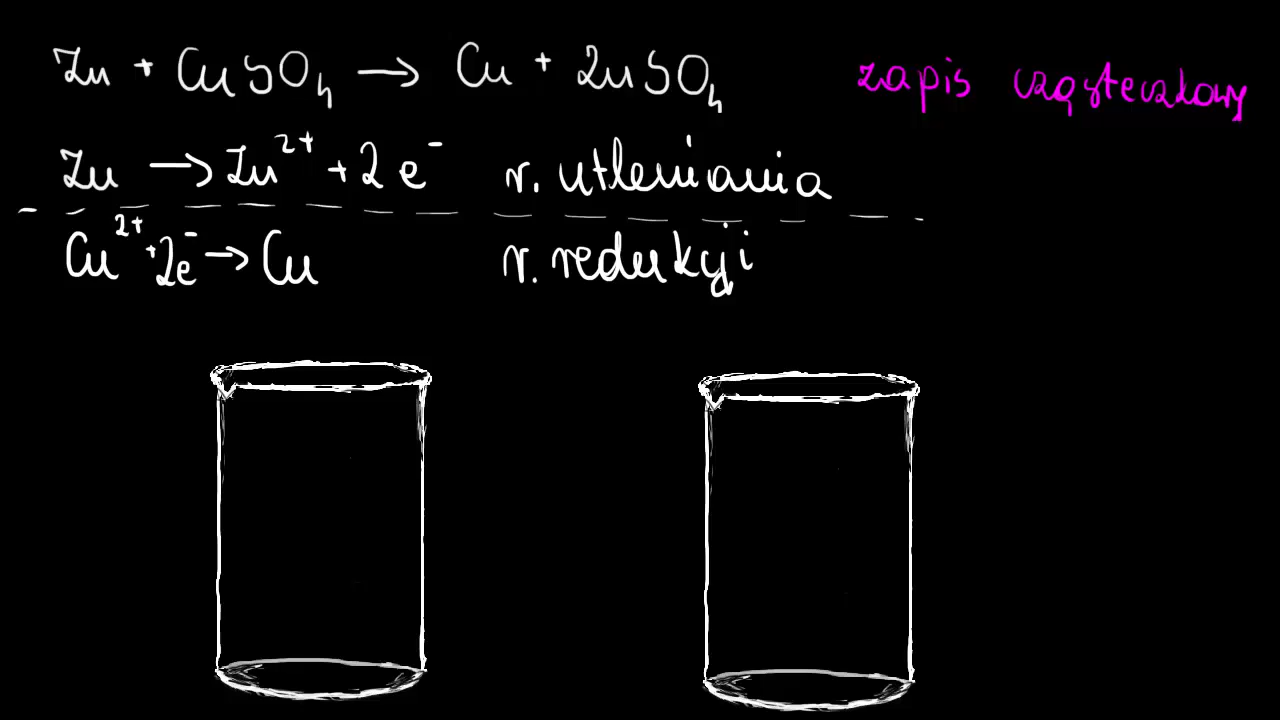 Zn + CuSO₄ → Cu + ZnSO₄ zapis cząsteczkowy
Zn → Zn²⁺ + 2e⁻ r. utleniania
Cu²⁺ + 2e⁻ → Cu r. redukcji